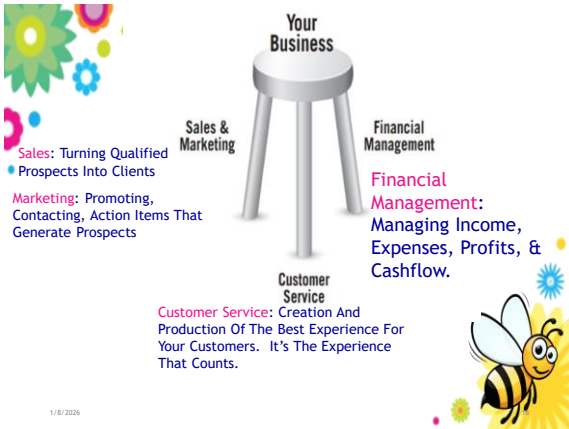 Your
Business
Sales &
Marketing
Financial
Management
Sales: Turning Qualified
Prospects Into Clients
Marketing: Promoting,
Contacting, Action Items That
Generate Prospects
Financial
Management:
Managing Income,
Expenses, Profits, &
Cashflow.
Customer
Service
Customer Service: Creation And
Production Of The Best Experience For
Your Customers.  It’s The Experience
That Counts.
1/8/2026